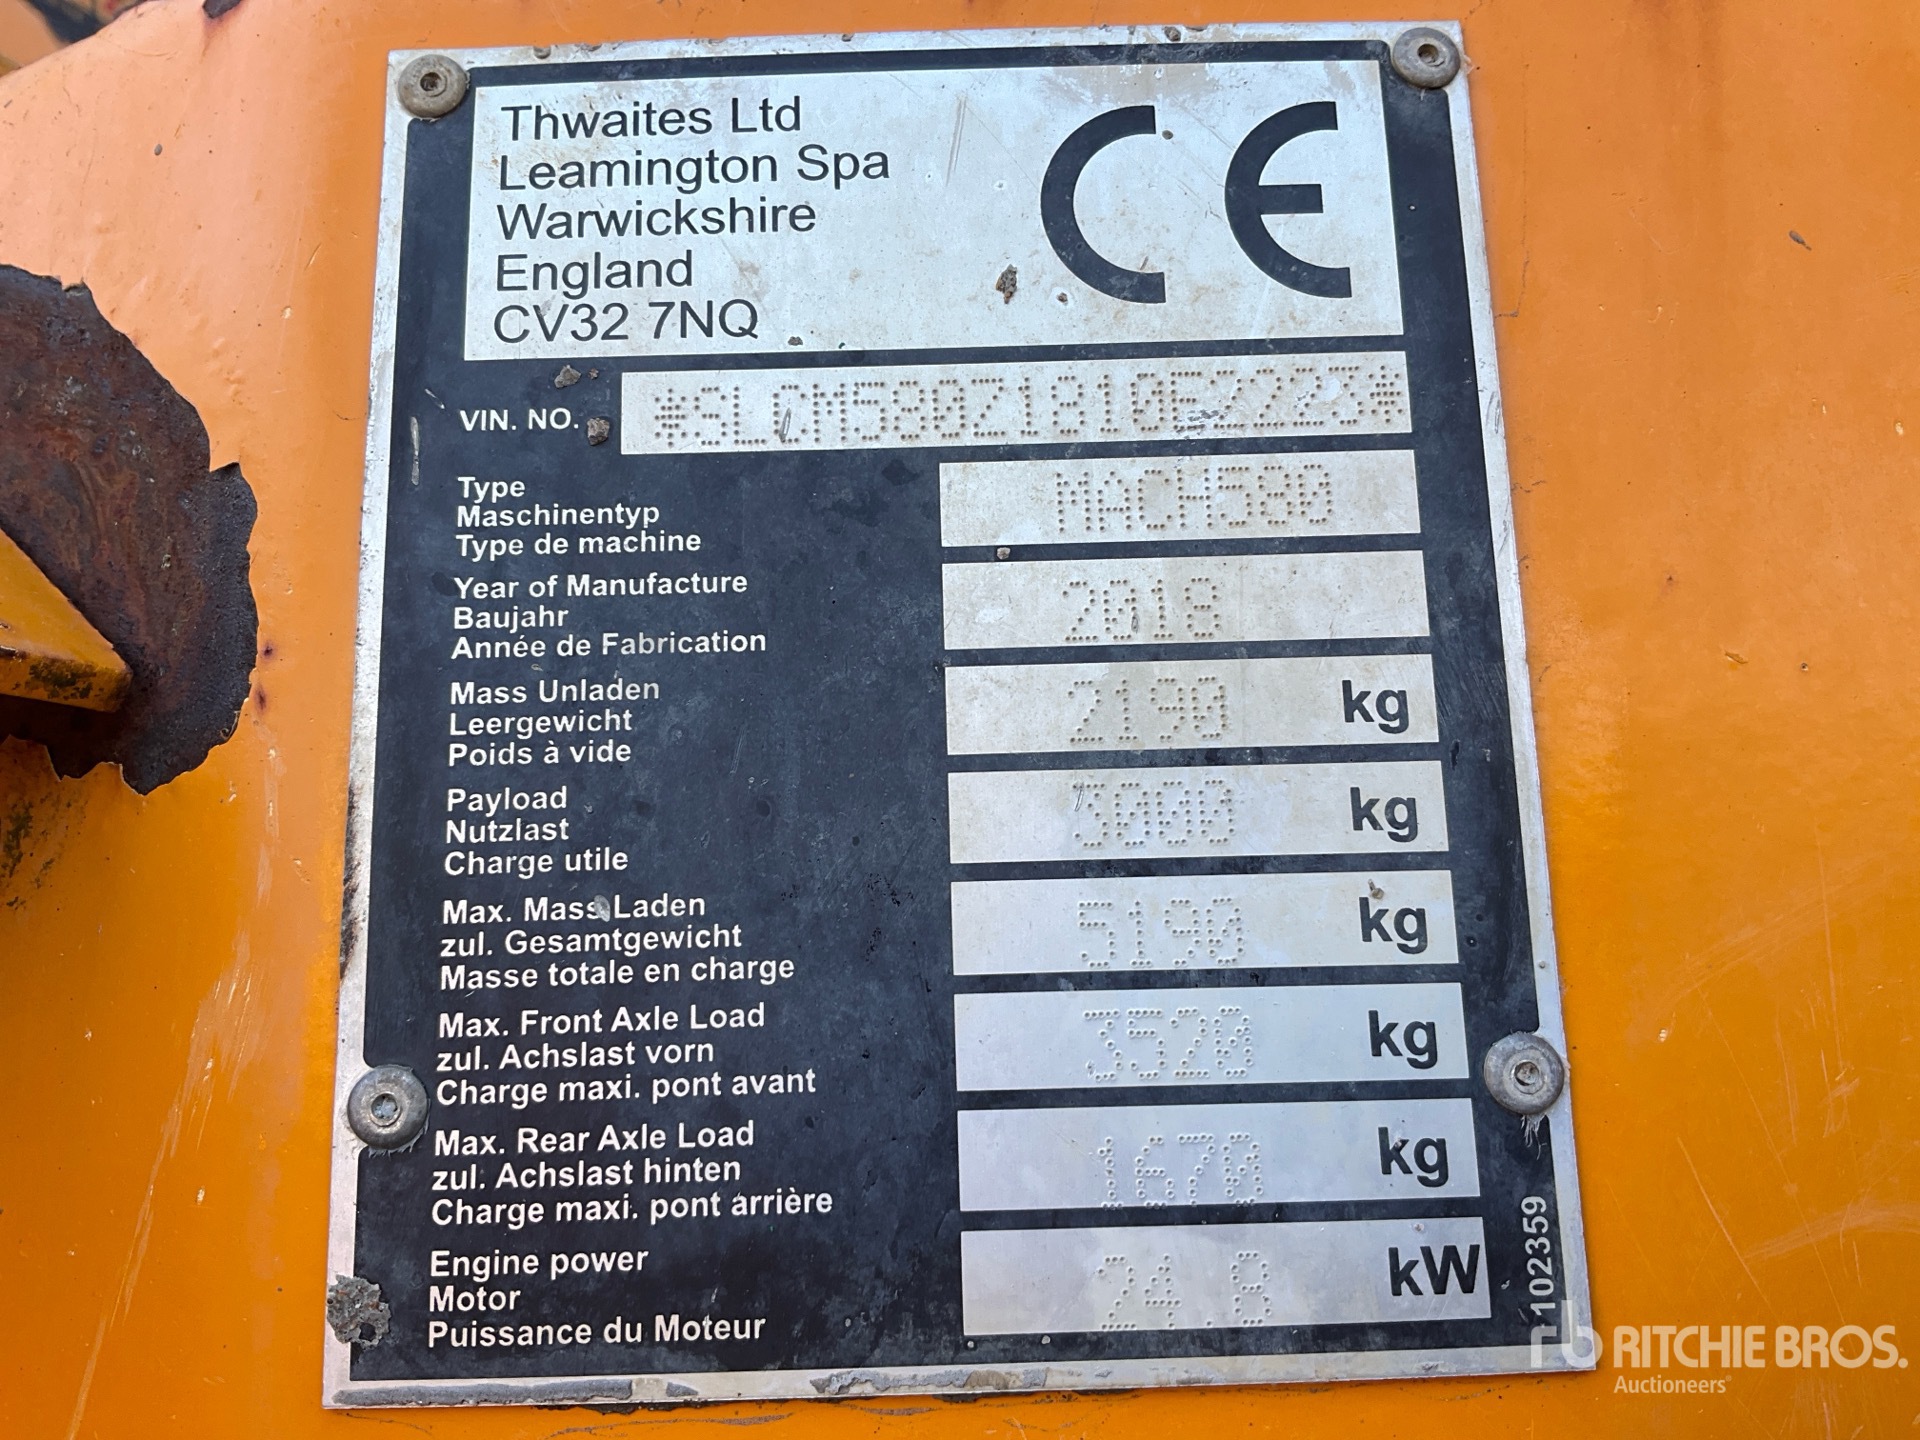 Thwaites Ltd
Leamington Spa
Warwickshire
England
CV32 7NQ
CE
VIN. NO. *SLCM580Z1810E7223*
Type
Maschinentyp
Type de machine
MACH580
Year of Manufacture
Baujahr
Année de Fabrication
2018
Mass Unladen
Leergewicht
Poids à vide
2190 kg
Payload
Nutzlast
Charge utile
3000 kg
Max. Mass Laden
zul. Gesamtgewicht
Masse totale en charge
5190 kg
Max. Front Axle Load
zul. Achslast vorn
Charge maxi. pont avant
3520 kg
Max. Rear Axle Load
zul. Achslast hinten
Charge maxi. pont arrière
1670 kg
Engine power
Motor
Puissance du Moteur
24.8 kW
102359
rb RITCHIE BROS.
Auctioneers